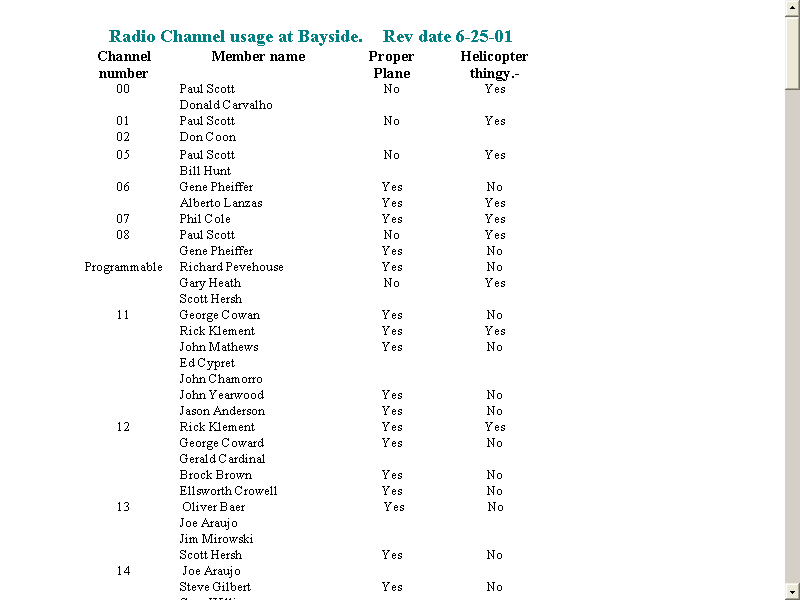 Radio Channel usage at Bayside. Rev date 6-25-01
Channel number Member name Proper Plane Helicopter thingy.-
00 Paul Scott No Yes
Donald Carvalho
01 Paul Scott No Yes
02 Don Coon
05 Paul Scott No Yes
Bill Hunt
06 Gene Pheiffer Yes No
Alberto Lanzas Yes Yes
07 Phil Cole Yes Yes
08 Paul Scott No Yes
Gene Pheiffer Yes No
Programmable Richard Pevehouse Yes No
Gary Heath No Yes
Scott Hersh
11 George Cowan Yes No
Rick Klement Yes Yes
John Mathews Yes No
Ed Cypret
John Chamorro
John Yearwood Yes No
Jason Anderson Yes No
12 Rick Klement Yes Yes
George Coward Yes No
Gerald Cardinal
Brock Brown Yes No
Ellsworth Crowell Yes No
13 Oliver Baer Yes No
Joe Araujo
Jim Mirowski
Scott Hersh Yes No
14 Joe Araujo
Steve Gilbert Yes No